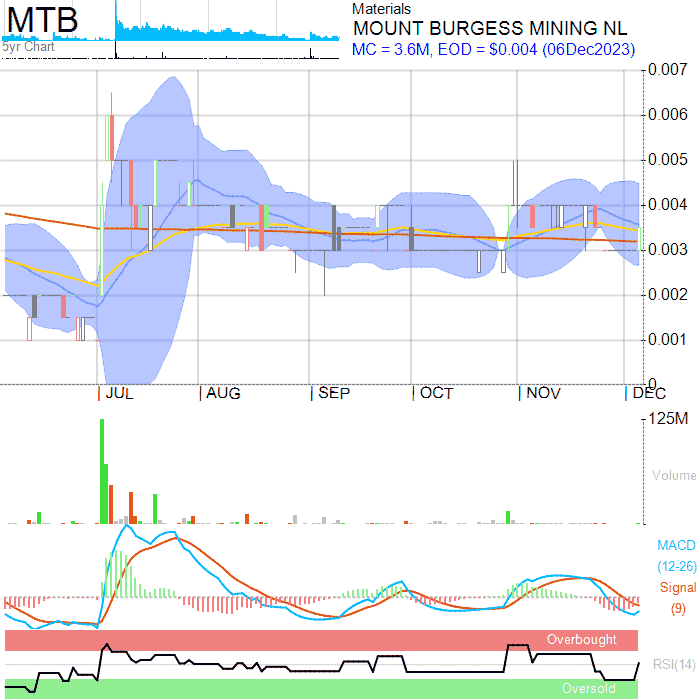 MTB
5yr Chart
Materials
MOUNT BURGESS MINING NL
MC = 3.6M, EOD = $0.004 (06Dec2023)
0.007
0.006
0.005
0.004
0.003
0.002
0.001
0
JUL AUG SEP OCT NOV DEC
125M
Volume
MACD
(12-26)
Signal
(9)
Overbought
RSI(14)
Oversold